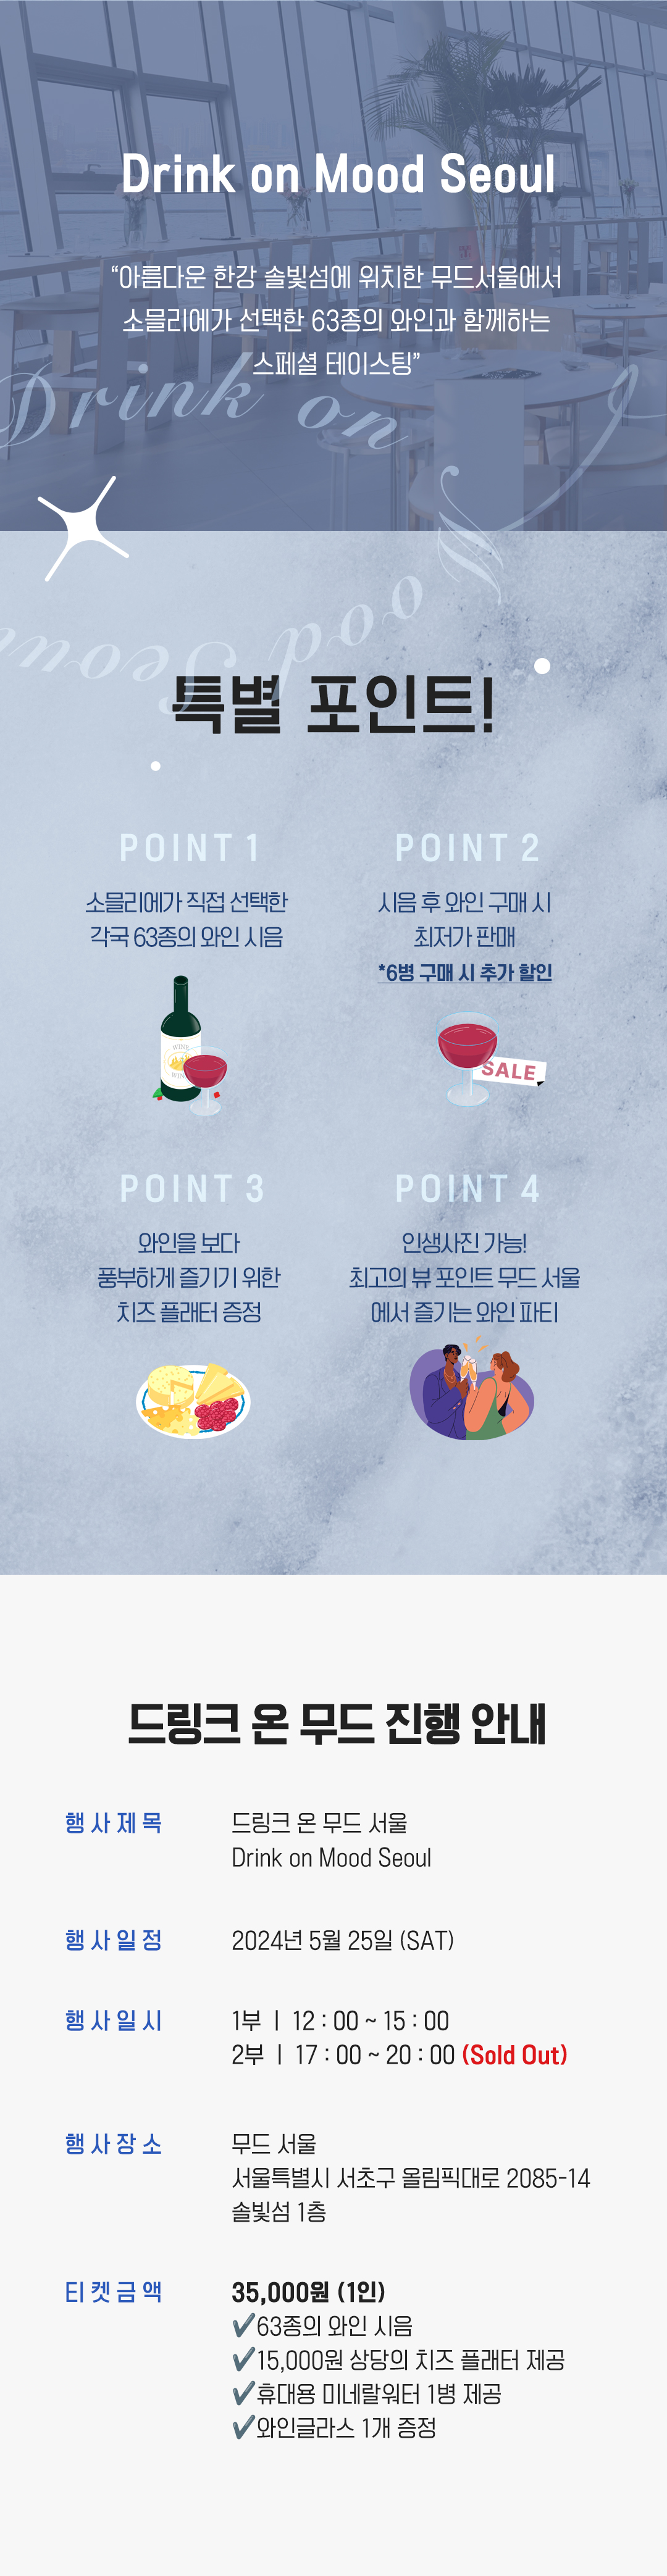 Drink on Mood Seoul
“아름다운 한강 솔빛섬에 위치한 무드서울에서
소믈리에가 선택한 63종의 와인과 함께하는
스페셜 테이스팅”
Drink on
Mood Seoul
특별 포인트!
POINT 1
소믈리에가 직접 선택한
각국 63종의 와인 시음
WINE
WINE
POINT 2
시음 후 와인 구매 시
최저가 판매
*6병 구매 시 추가 할인
SALE
POINT 3
와인을 보다
풍부하게 즐기기 위한
치즈 플래터 증정
POINT 4
인생사진 가능!
최고의 뷰 포인트 무드 서울
에서 즐기는 와인 파티
드링크 온 무드 진행 안내
행사제목
드링크 온 무드 서울
Drink on Mood Seoul
행사일정
2024년 5월 25일 (SAT)
행사일시
1부 ㅣ 12 : 00 ~ 15 : 00
2부 ㅣ 17 : 00 ~ 20 : 00 (Sold Out)
행사장소
무드 서울
서울특별시 서초구 올림픽대로 2085-14
솔빛섬 1층
티켓금액
35,000원 (1인)
✔63종의 와인 시음
✔15,000원 상당의 치즈 플래터 제공
✔휴대용 미네랄워터 1병 제공
✔와인글라스 1개 증정